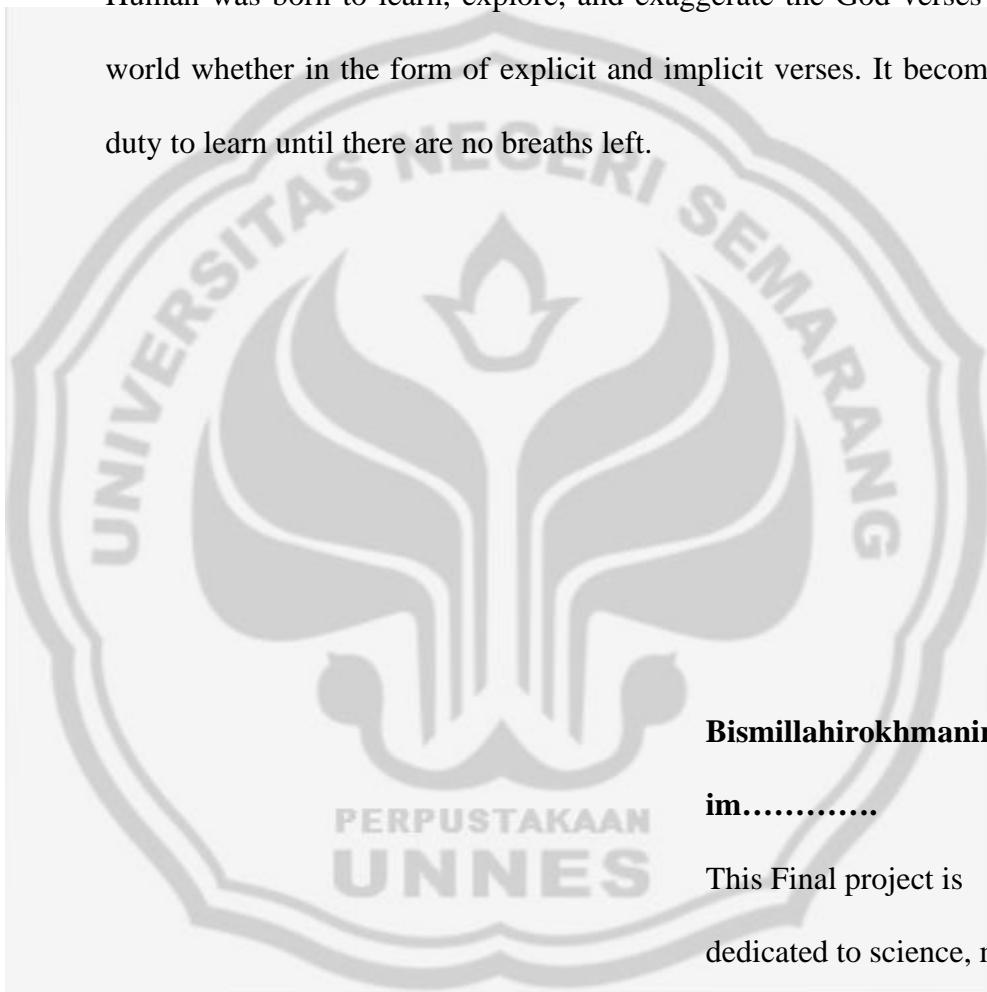 Human was born to learn, explore, and exaggerate the God verses
world whether in the form of explicit and implicit verses. It becom
duty to learn until there are no breaths left.
UNIVERSITAS NEGERI SEMARANG
Bismillahirokhmanir
im………….
PERPUSTAKAAN
UNNES
This Final project is
dedicated to science,